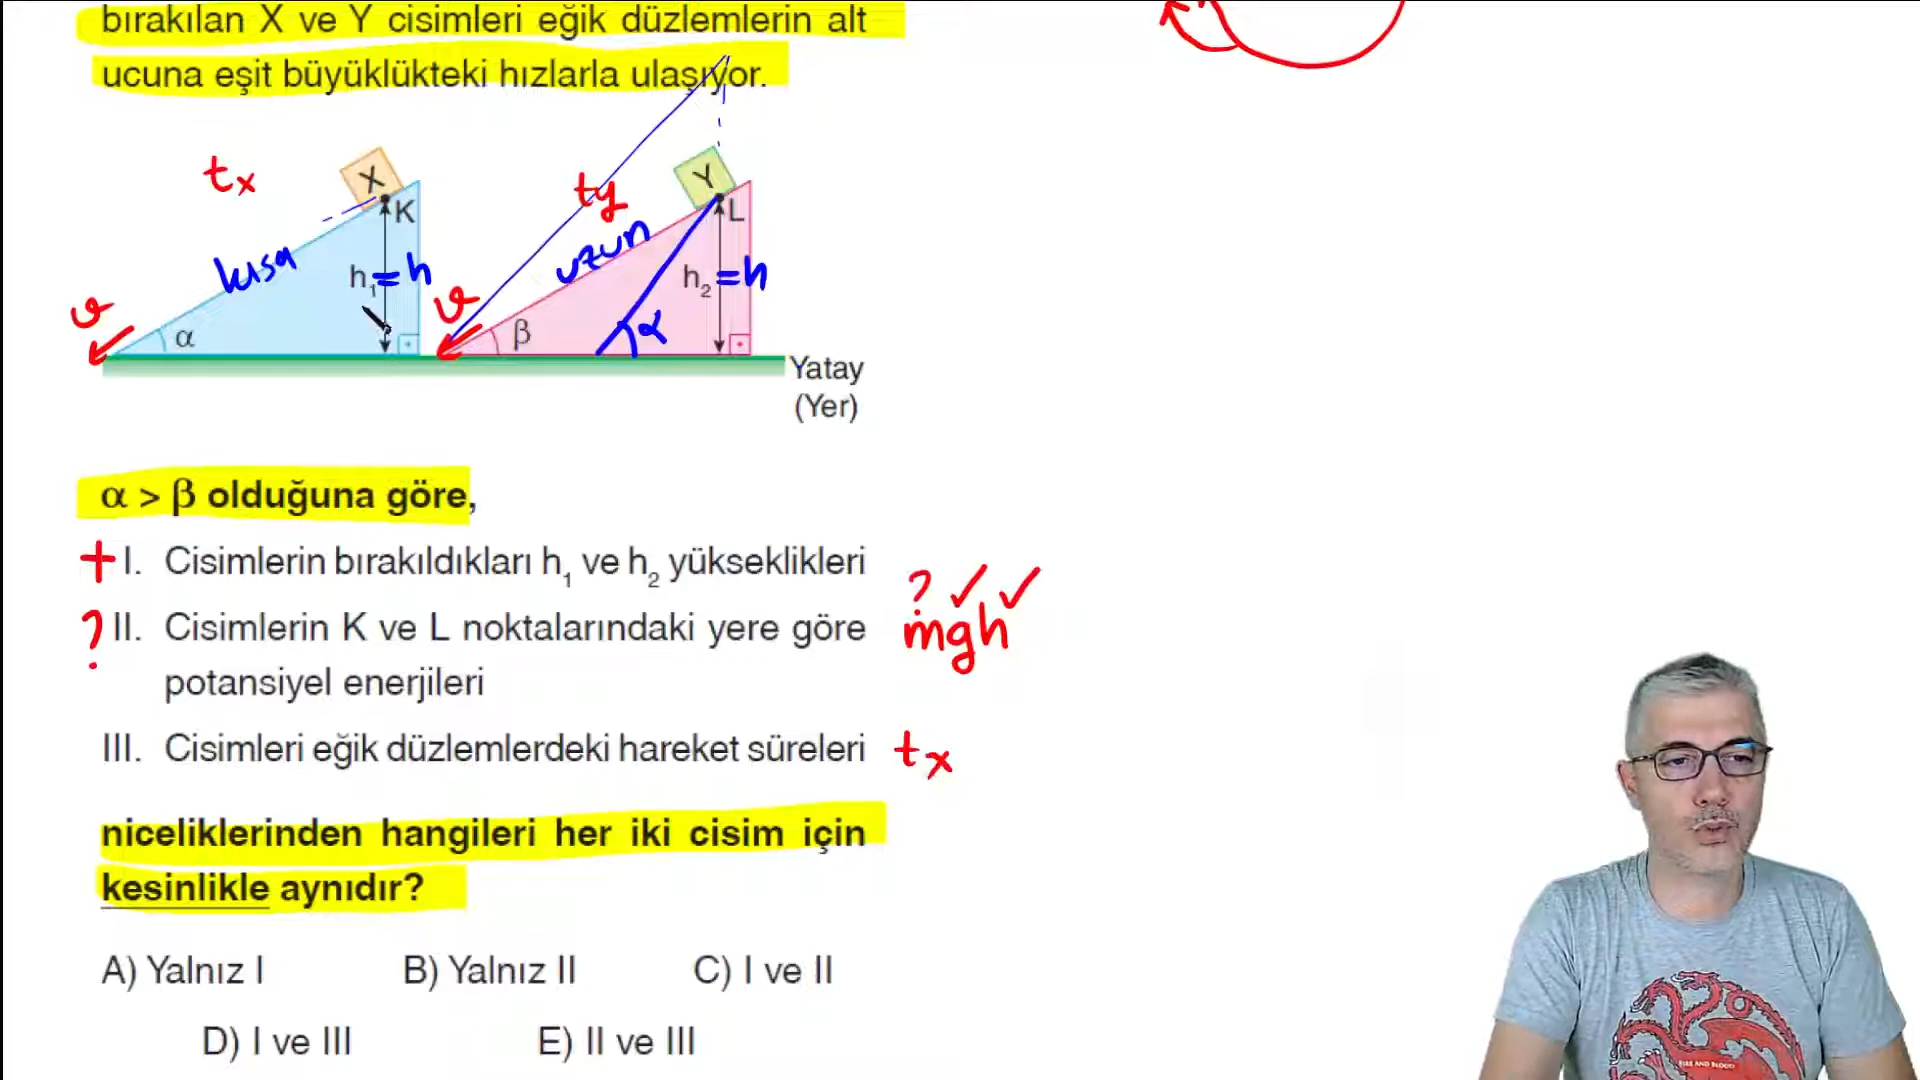 bırakılan X ve Y cisimleri eğik düzlemlerin alt
ucuna eşit büyüklükteki hızlarla ulaşıyor.
tx
X
K
kısa
h1 = h
α
ϑ
ty
Y
L
uzun
h2 = h
β
α
ϑ
Yatay
(Yer)
α > β olduğuna göre,
+ I. Cisimlerin bırakıldıkları h1 ve h2 yükseklikleri
? ✓ ✓
? II. Cisimlerin K ve L noktalarındaki yere göre mgh
potansiyel enerjileri
III. Cisimleri eğik düzlemlerdeki hareket süreleri tx
niceliklerinden hangileri her iki cisim için
kesinlikle aynıdır?
A) Yalnız I B) Yalnız II C) I ve II
D) I ve III E) II ve III
FIRE AND BLOOD